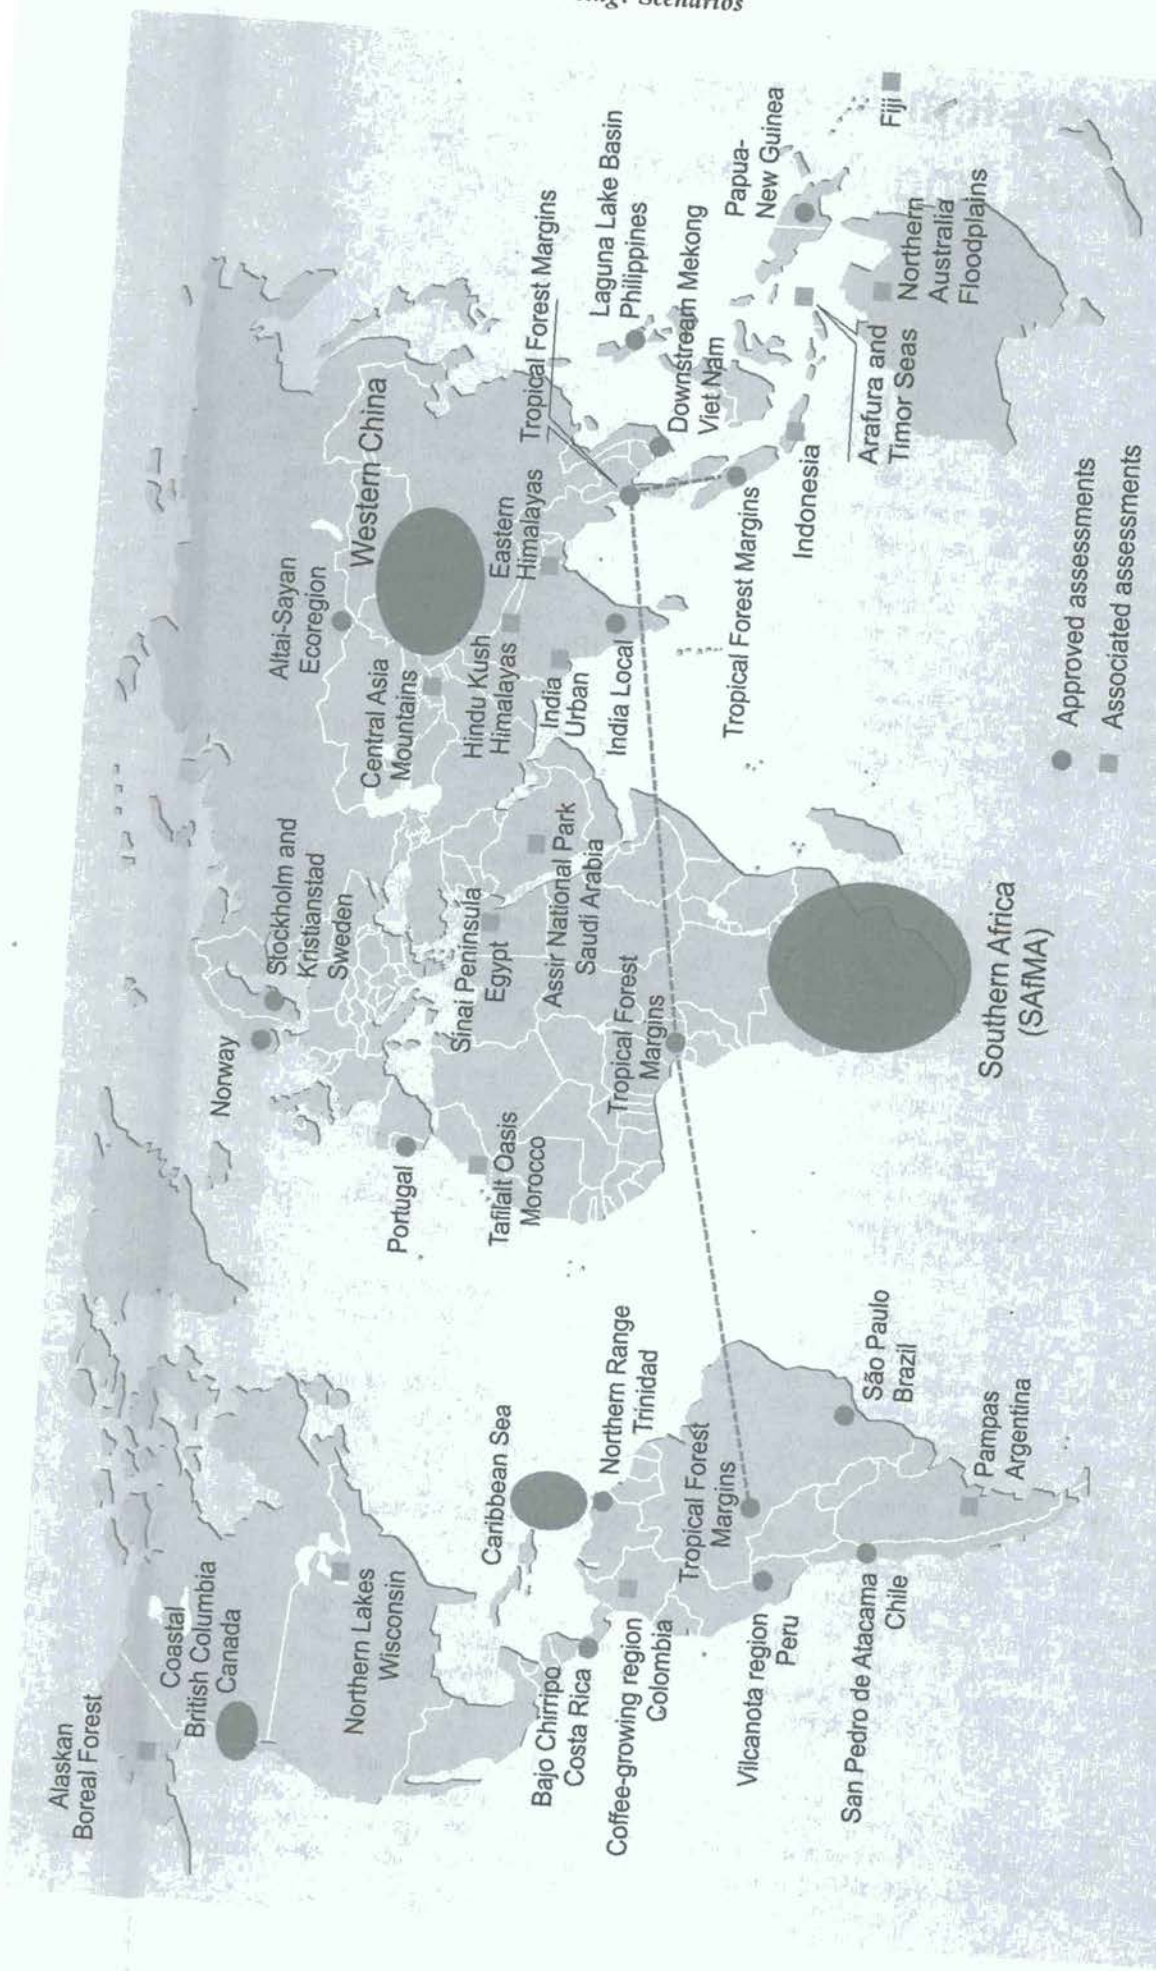 Scenarios
Alaskan
Boreal Forest
Coastal
British Columbia
Canada
Northern Lakes
Wisconsin
Caribbean Sea
Bajo Chirripo
Costa Rica
Northern Range
Trinidad
Coffee-growing region
Colombia
Tropical Forest
Margins
Vilcanota region
Peru
São Paulo
Brazil
San Pedro de Atacama
Chile
Pampas
Argentina
Norway
Stockholm and
Kristianstad
Sweden
Portugal
Tafilalt Oasis
Morocco
Sinai Peninsula
Egypt
Assir National Park
Saudi Arabia
Tropical Forest
Margins
Southern Africa
(SAfMA)
Altai-Sayan
Ecoregion
Western China
Central Asia
Mountains
Hindu Kush
Himalayas
Eastern
Himalayas
India
Urban
India Local
Tropical Forest Margins
Laguna Lake Basin
Philippines
Downstream Mekong
Viet Nam
Tropical Forest Margins
Indonesia
Papua-
New Guinea
Arafura and
Timor Seas
Northern
Australia
Floodplains
Fiji
Approved assessments
Associated assessments